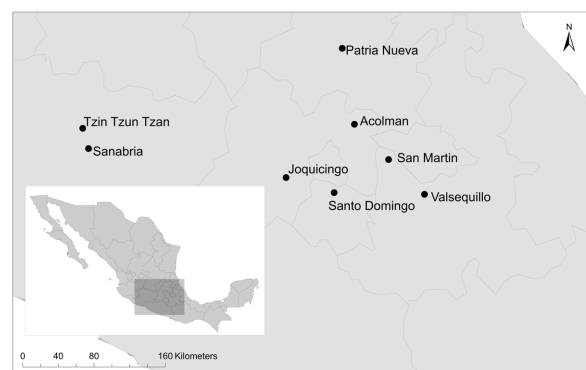 N
Patria Nueva
Tzin Tzun Tzan
Acolman
Sanabria
San Martin
Joquicingo
Valsequillo
Santo Domingo
0 40 80 160 Kilometers